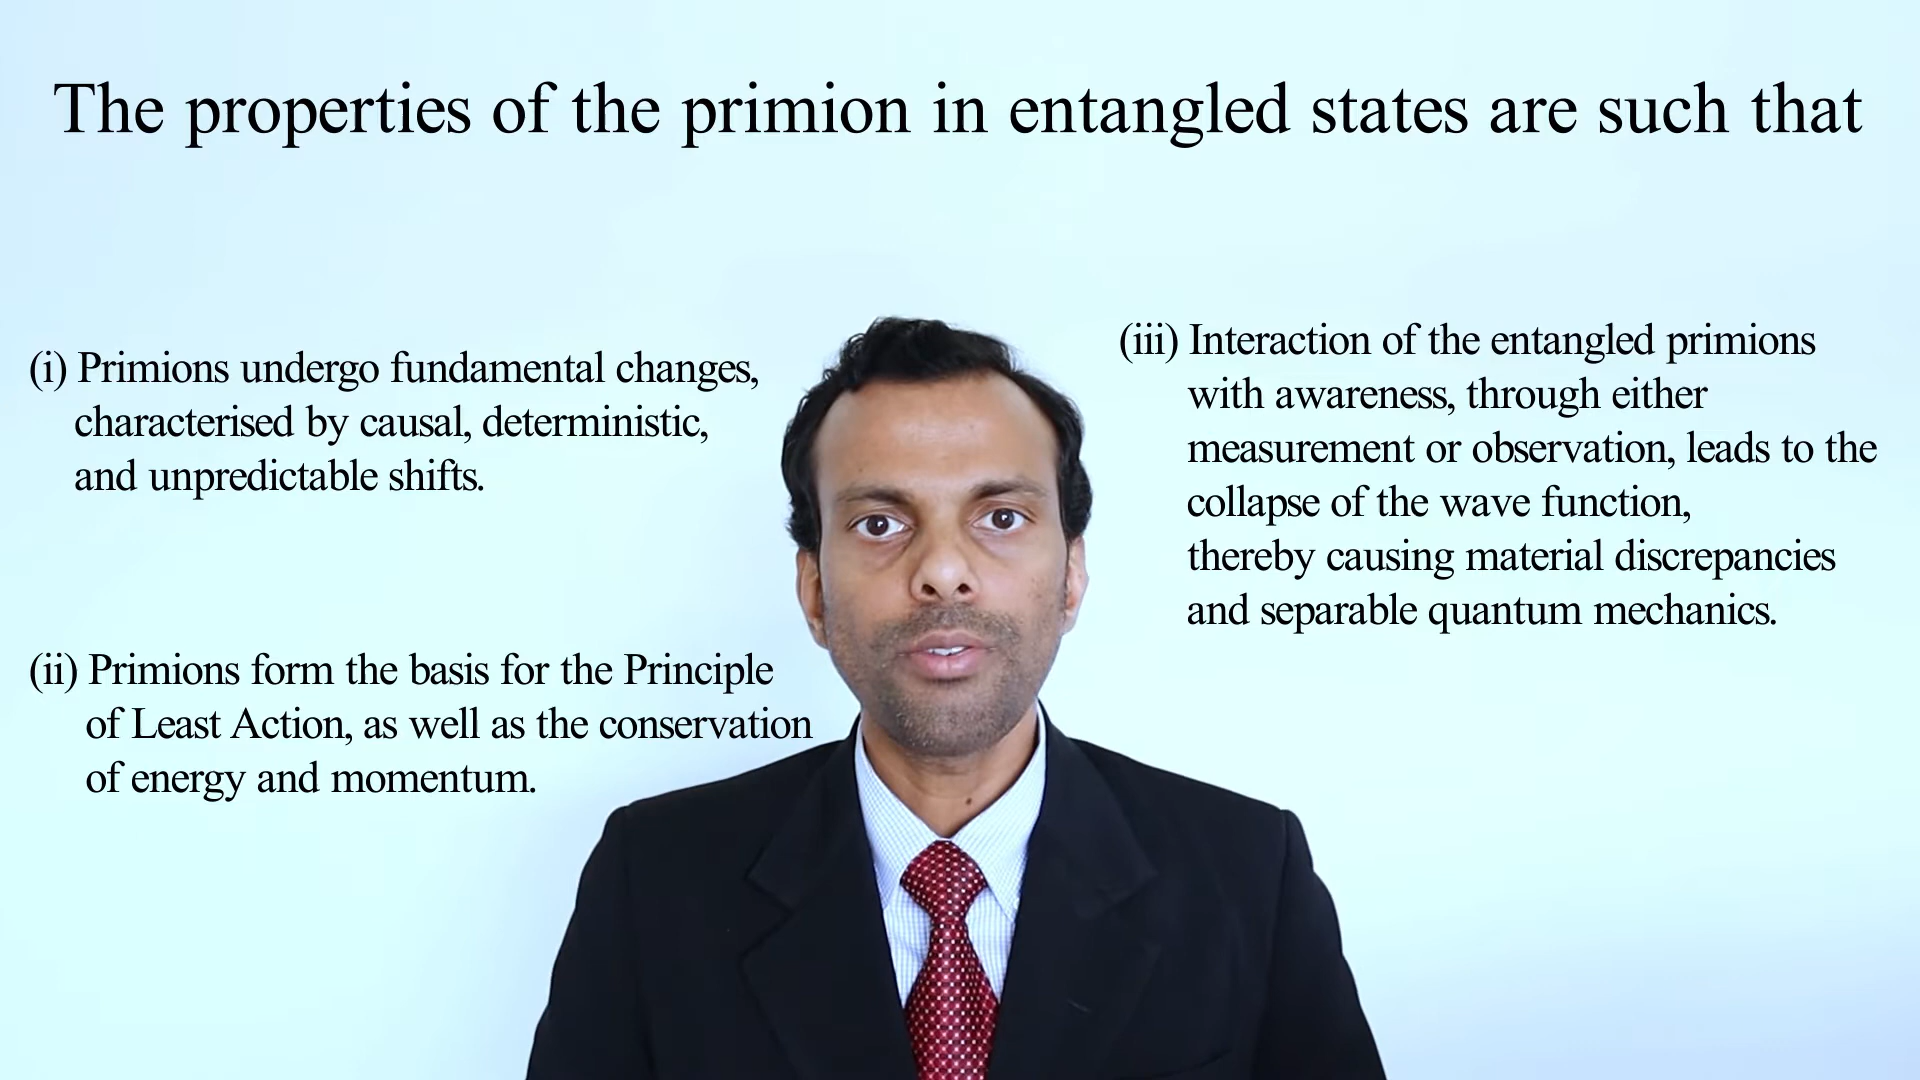 The properties of the primion in entangled states are such that
(i) Primions undergo fundamental changes,
characterised by causal, deterministic,
and unpredictable shifts.
(ii) Primions form the basis for the Principle
of Least Action, as well as the conservation
of energy and momentum.
(iii) Interaction of the entangled primions
with awareness, through either
measurement or observation, leads to the
collapse of the wave function,
thereby causing material discrepancies
and separable quantum mechanics.